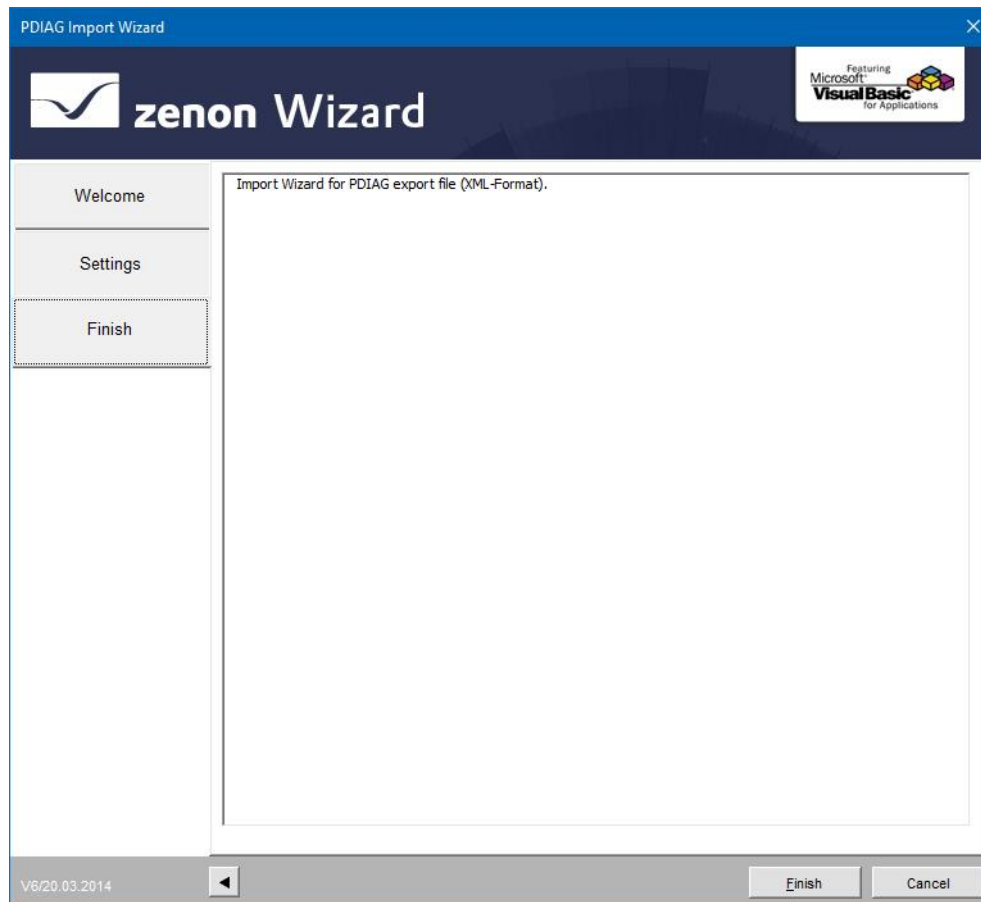 PDIAG Import Wizard
Featuring
Microsoft®
Visual Basic
for Applications
zenon Wizard
Welcome
Settings
Finish
Import Wizard for PDIAG export file (XML-Format).
V6/20.03.2014
Finish
Cancel